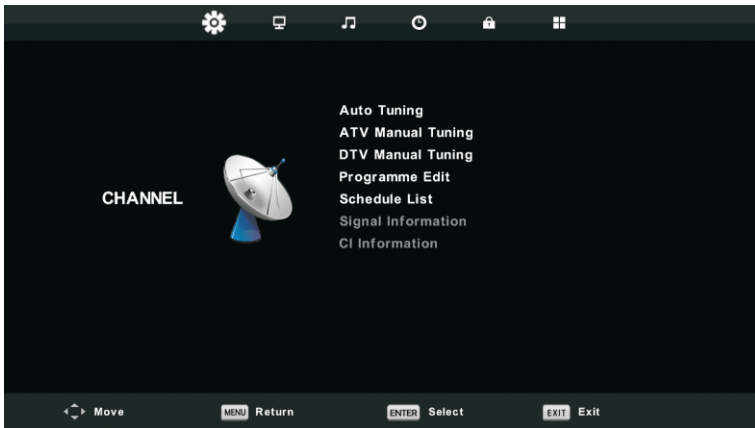 Auto Tuning
ATV Manual Tuning
DTV Manual Tuning
Programme Edit
CHANNEL
Schedule List
Signal Information
CI Information
Move
MENU Return
ENTER Select
EXIT Exit